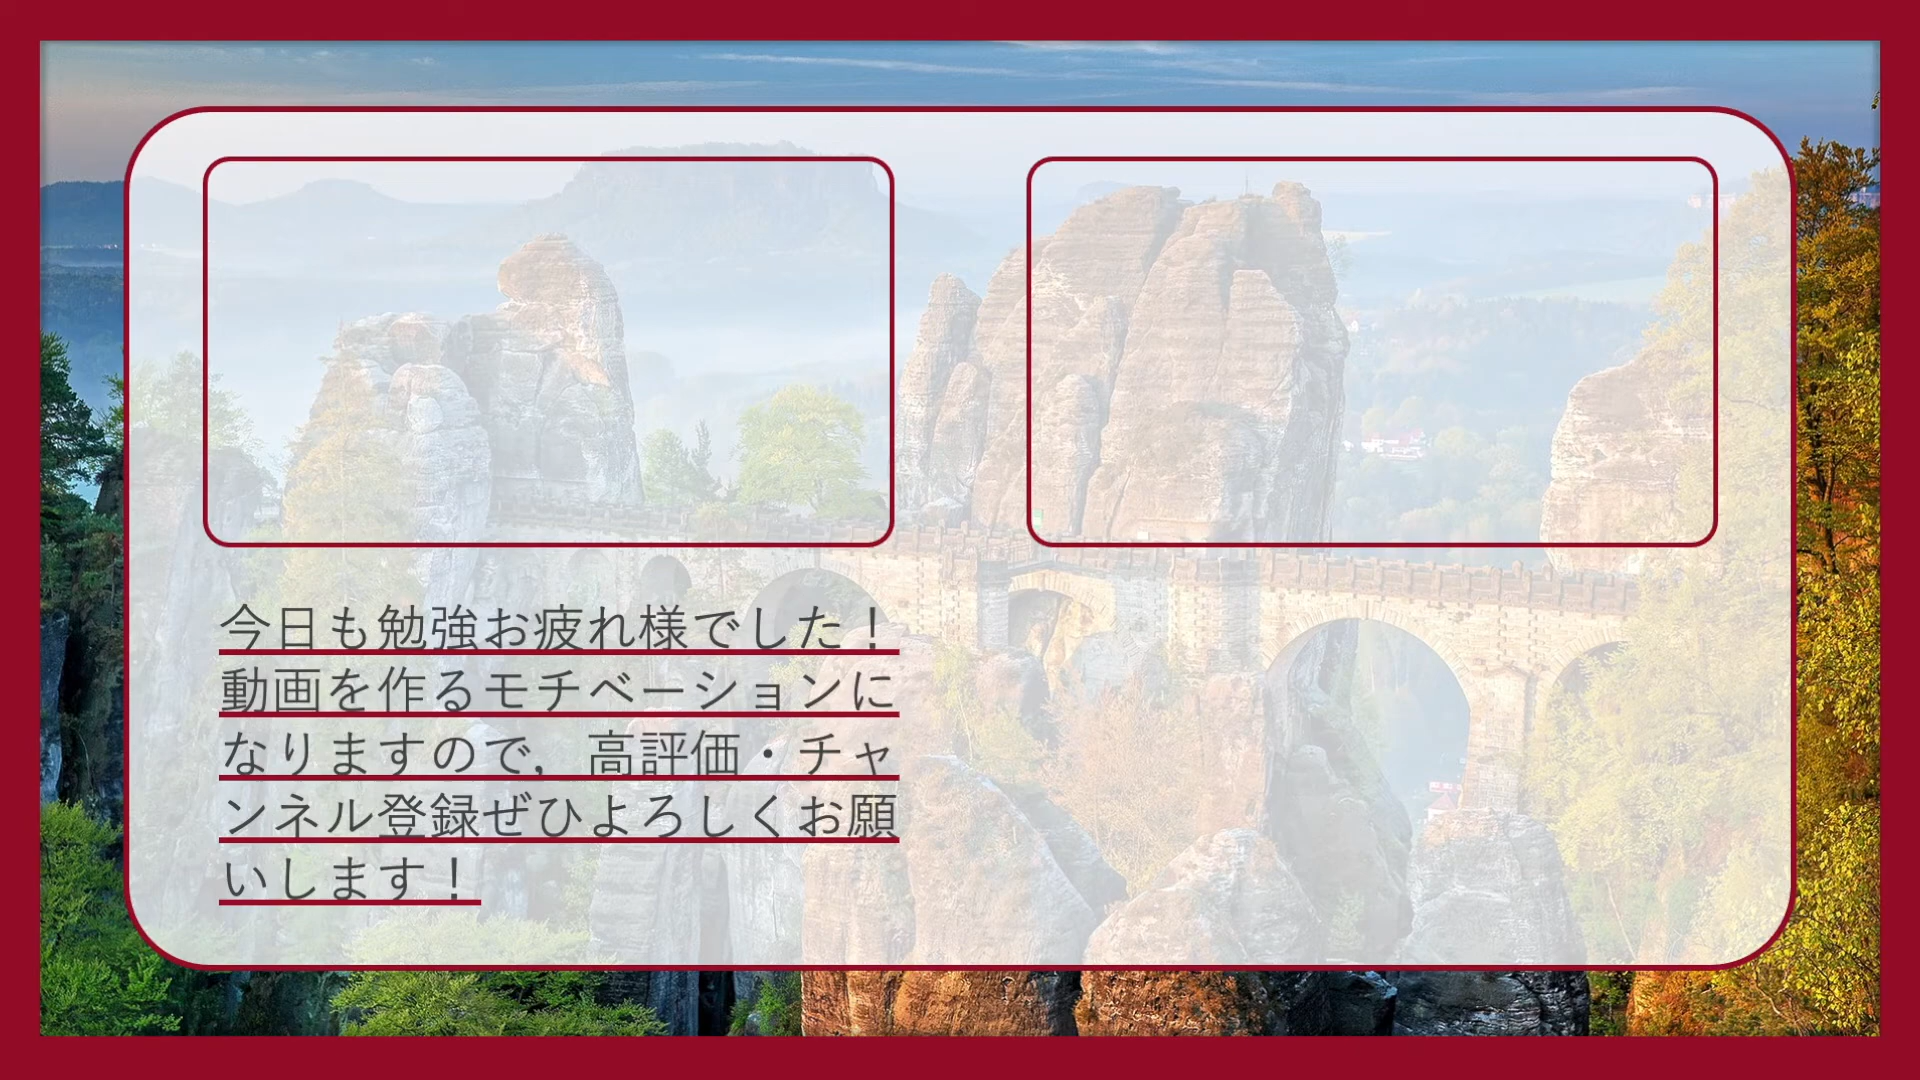 今日も勉強お疲れ様でした！
動画を作るモチベーションに
なりますので，高評価・チャ
ンネル登録ぜひよろしくお願
いします！